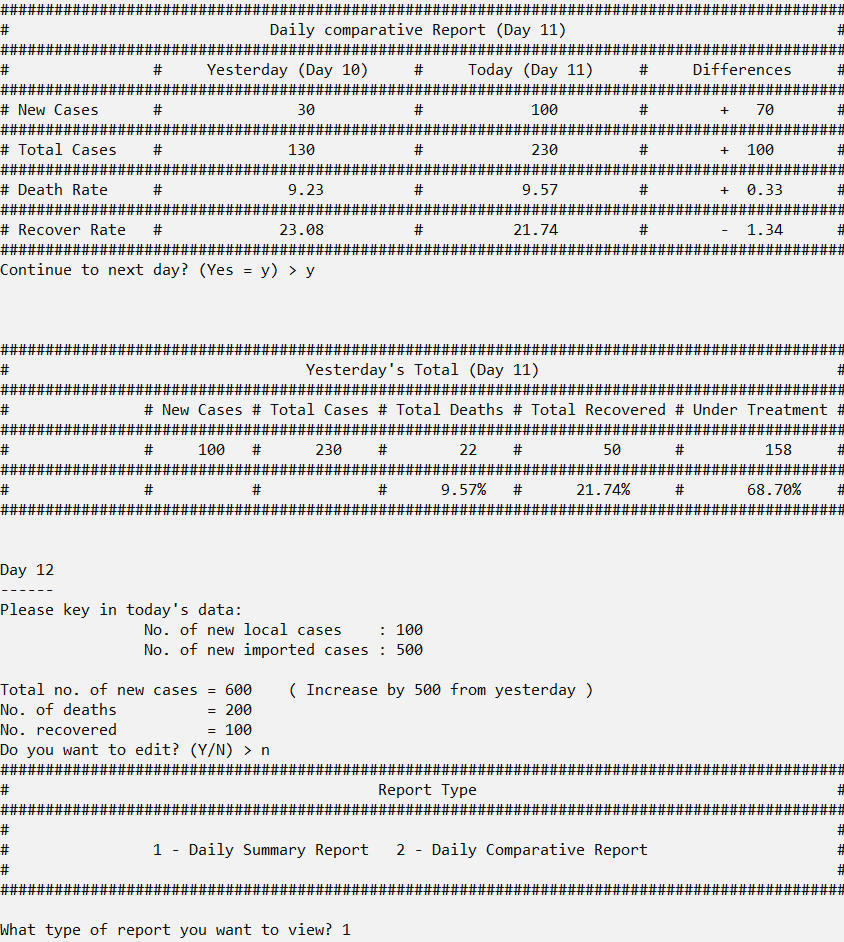 ##############################################################################################
#                             Daily comparative Report (Day 11)                              #
##############################################################################################
#                #     Yesterday (Day 10)     #     Today (Day 11)     #     Differences     #
##############################################################################################
# New Cases      #               30           #            100         #        +   70       #
##############################################################################################
# Total Cases    #              130           #            230         #        +  100       #
##############################################################################################
# Death Rate     #              9.23          #           9.57         #        +  0.33      #
##############################################################################################
# Recover Rate   #             23.08          #          21.74         #        -  1.34      #
##############################################################################################
Continue to next day? (Yes = y) > y
##############################################################################################
#                                 Yesterday's Total (Day 11)                                 #
##############################################################################################
#               # New Cases # Total Cases # Total Deaths # Total Recovered # Under Treatment #
##############################################################################################
#               #     100   #      230    #        22    #         50      #         158     #
##############################################################################################
#               #           #             #      9.57%   #      21.74%     #       68.70%    #
##############################################################################################
Day 12
------
Please key in today's data:
                No. of new local cases    : 100
                No. of new imported cases : 500
Total no. of new cases = 600    ( Increase by 500 from yesterday )
No. of deaths          = 200
No. recovered          = 100
Do you want to edit? (Y/N) > n
##############################################################################################
#                                         Report Type                                        #
##############################################################################################
#                                                                                            #
#                1 - Daily Summary Report   2 - Daily Comparative Report                     #
#                                                                                            #
##############################################################################################
What type of report you want to view? 1